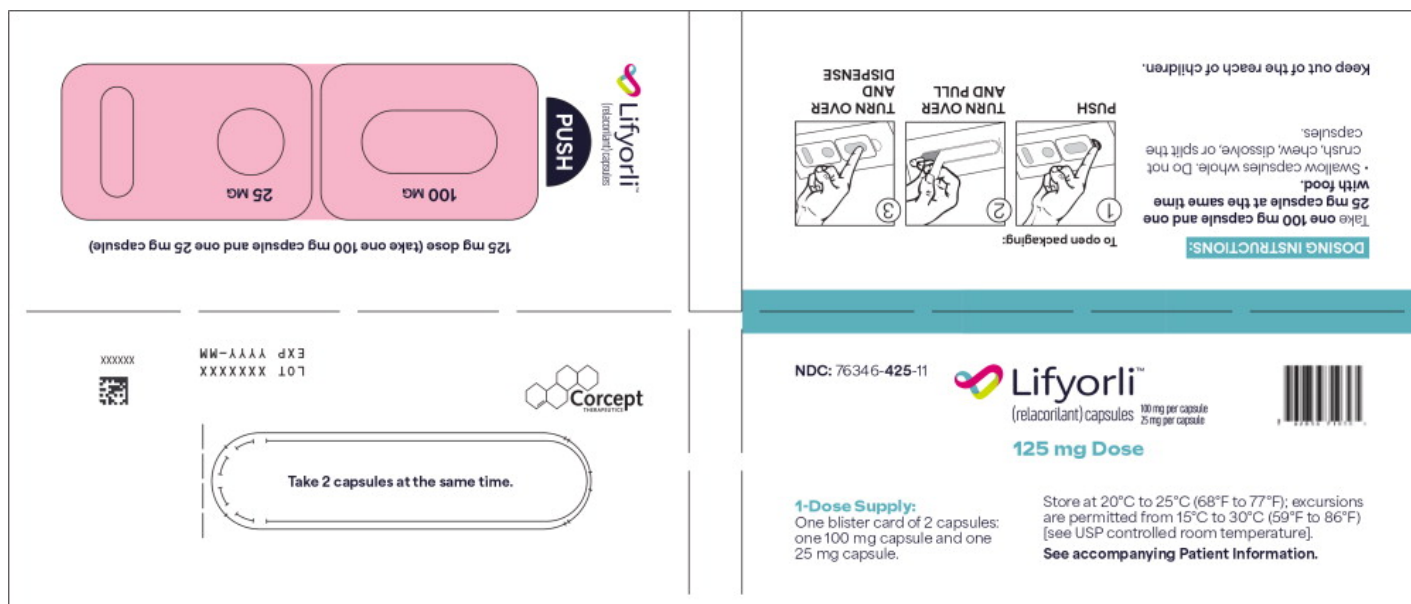 125 mg dose (take one 100 mg capsule and one 25 mg capsule)
100 MG
25 MG
PUSH
Lifyorli™
(relacorilant) capsules
DOSING INSTRUCTIONS:
Take one 100 mg capsule and one
25 mg capsule at the same time
with food.
• Swallow capsules whole. Do not
crush, chew, dissolve, or split the
capsules.
Keep out of the reach of children.
To open packaging:
1
PUSH
2
TURN OVER
AND PULL
3
TURN OVER
AND
DISPENSE
XXXXXX
LOT XXXXXXX
EXP YYYY-MM
Corcept
THERAPEUTICS
Take 2 capsules at the same time.
NDC: 76346-425-11
Lifyorli™
(relacorilant) capsules
100 mg per capsule
25 mg per capsule
125 mg Dose
1-Dose Supply:
One blister card of 2 capsules:
one 100 mg capsule and one
25 mg capsule.
Store at 20°C to 25°C (68°F to 77°F); excursions
are permitted from 15°C to 30°C (59°F to 86°F)
[see USP controlled room temperature].
See accompanying Patient Information.